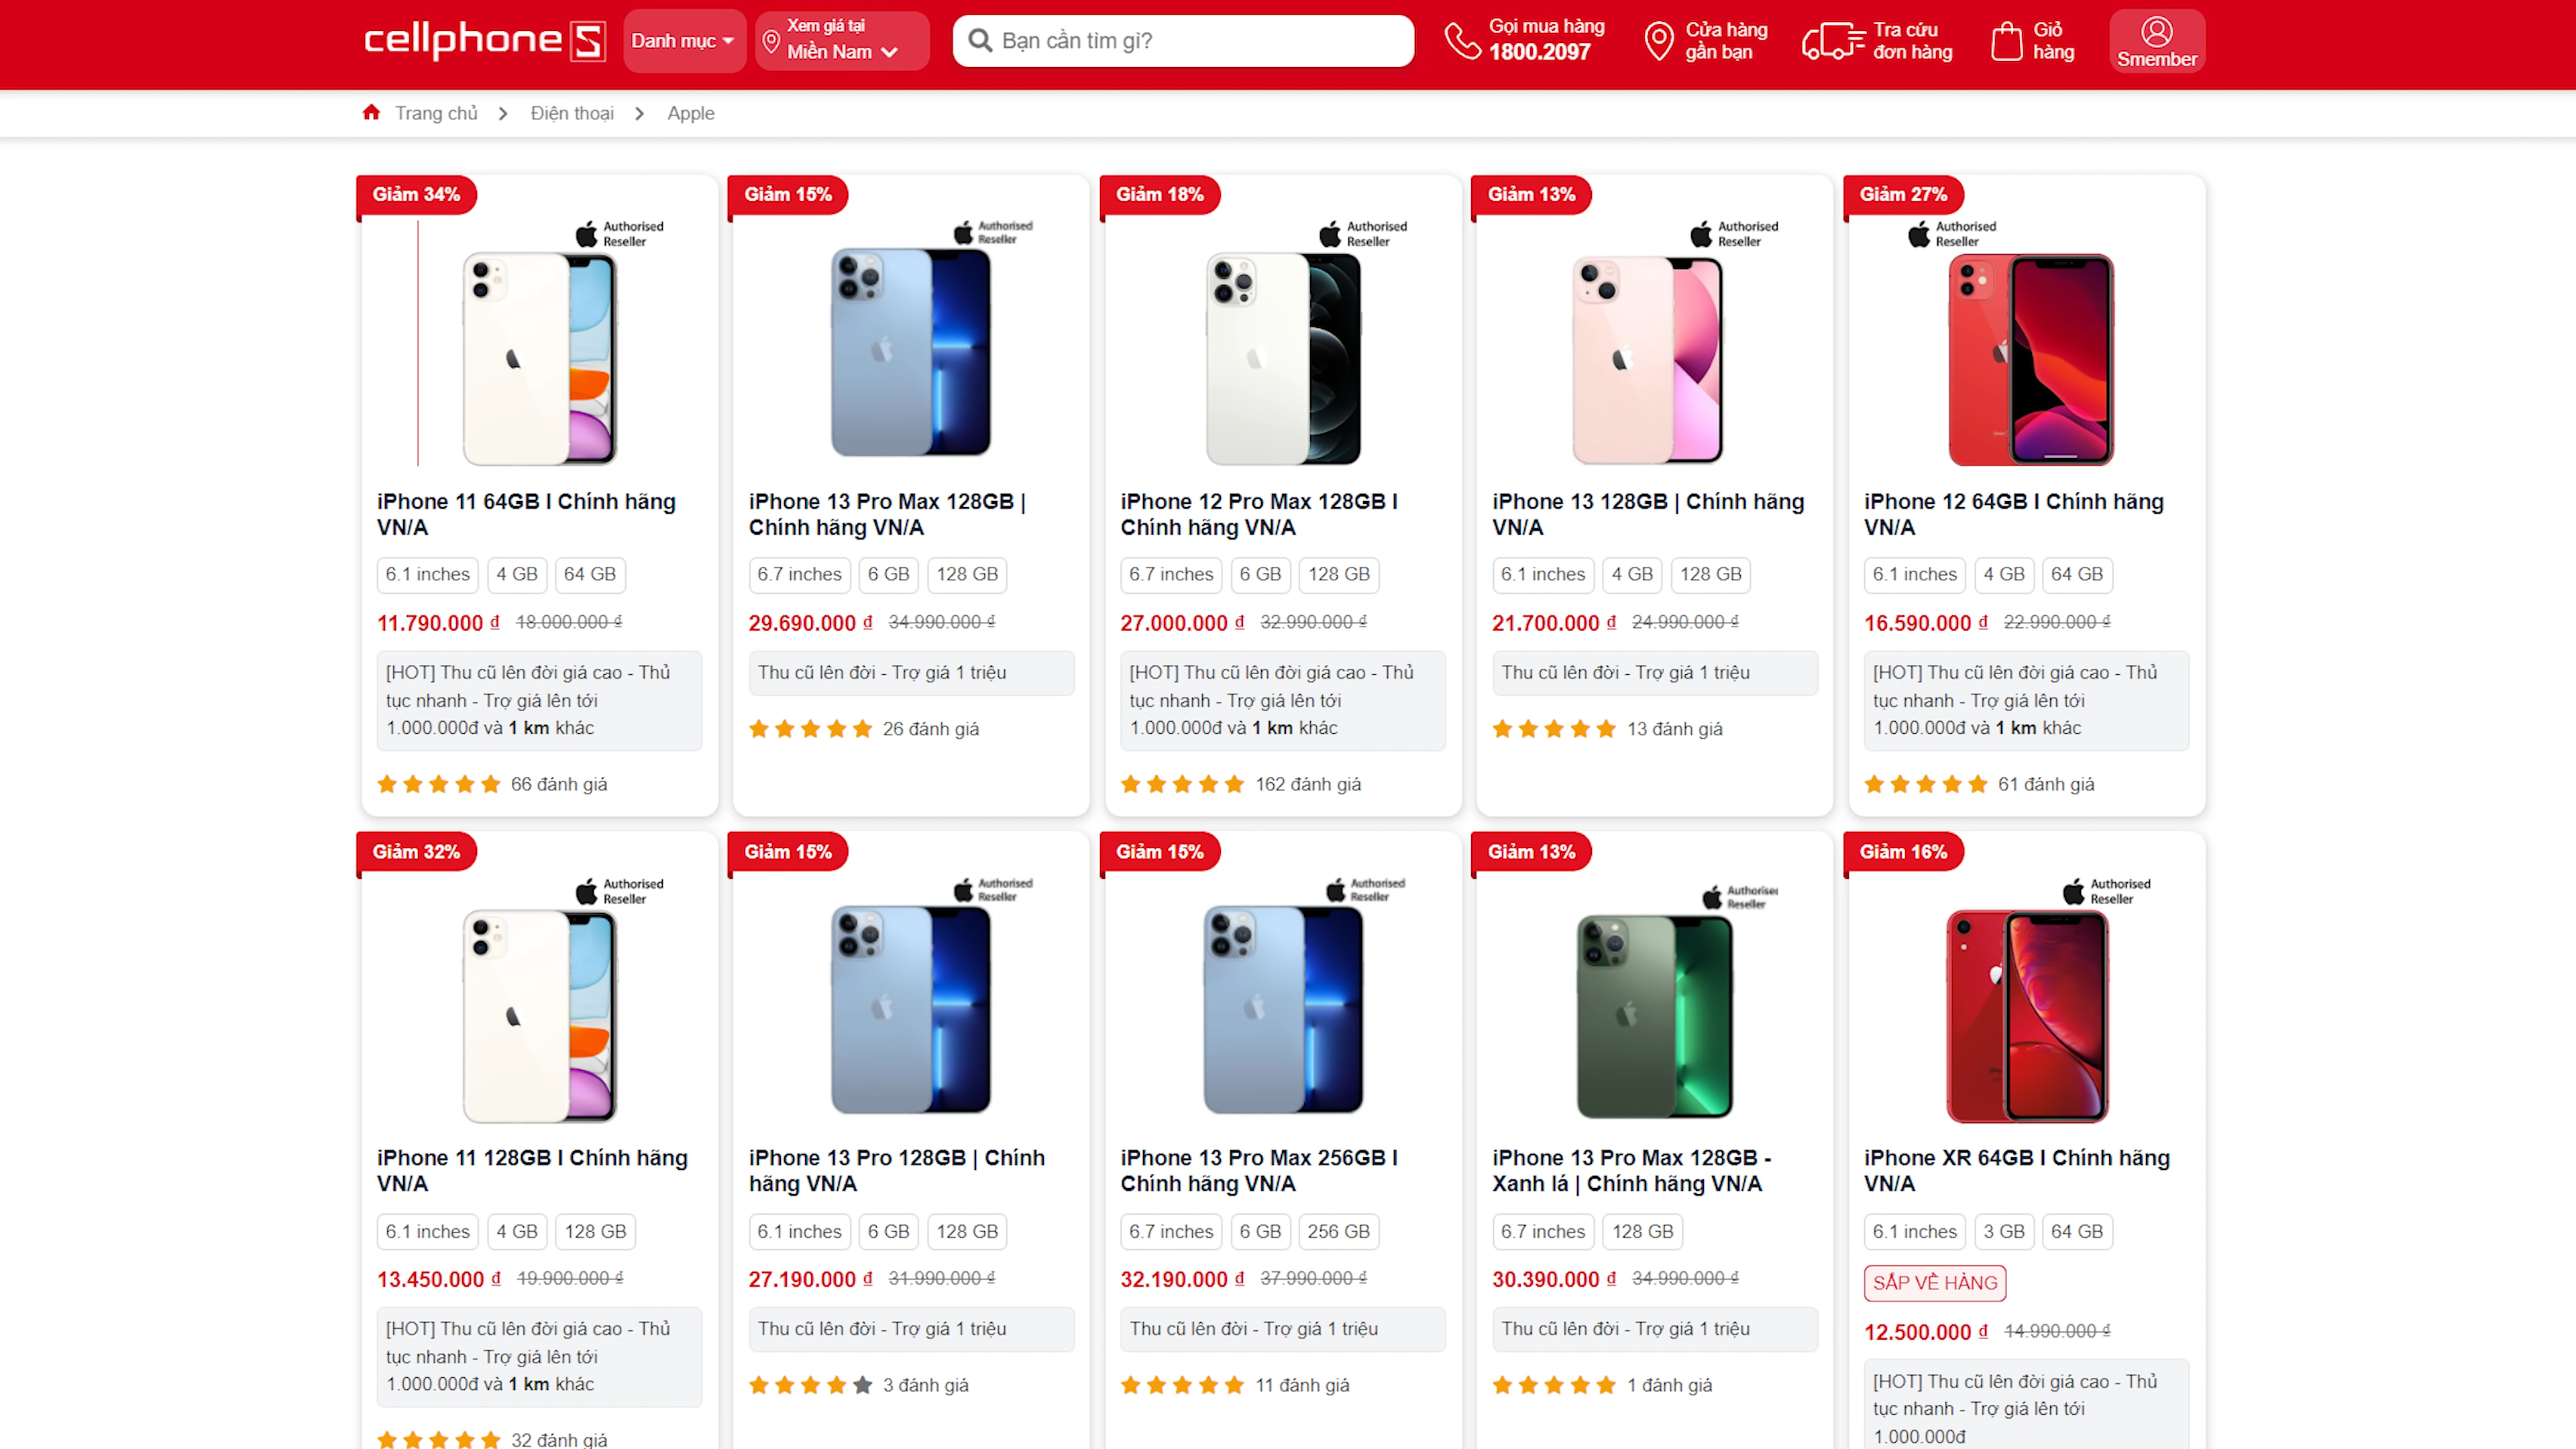 cellphoneS
Danh mục
Xem giá tại
Miền Nam
Bạn cần tìm gì?
Gọi mua hàng
1800.2097
Cửa hàng
gần bạn
Tra cứu
đơn hàng
Giỏ
hàng
Smember
Trang chủ
Điện thoại
Apple
Giảm 34%
Authorised
Reseller
iPhone 11 64GB I Chính hãng
VN/A
6.1 inches 4 GB 64 GB
11.790.000 ₫ 18.000.000 ₫
[HOT] Thu cũ lên đời giá cao - Thủ
tục nhanh - Trợ giá lên tới
1.000.000đ và 1 km khác
66 đánh giá
Giảm 15%
Authorised
Reseller
iPhone 13 Pro Max 128GB |
Chính hãng VN/A
6.7 inches 6 GB 128 GB
29.690.000 ₫ 34.990.000 ₫
Thu cũ lên đời - Trợ giá 1 triệu
26 đánh giá
Giảm 18%
Authorised
Reseller
iPhone 12 Pro Max 128GB I
Chính hãng VN/A
6.7 inches 6 GB 128 GB
27.000.000 ₫ 32.990.000 ₫
[HOT] Thu cũ lên đời giá cao - Thủ
tục nhanh - Trợ giá lên tới
1.000.000đ và 1 km khác
162 đánh giá
Giảm 13%
Authorised
Reseller
iPhone 13 128GB | Chính hãng
VN/A
6.1 inches 4 GB 128 GB
21.700.000 ₫ 24.990.000 ₫
Thu cũ lên đời - Trợ giá 1 triệu
13 đánh giá
Giảm 27%
Authorised
Reseller
iPhone 12 64GB I Chính hãng
VN/A
6.1 inches 4 GB 64 GB
16.590.000 ₫ 22.990.000 ₫
[HOT] Thu cũ lên đời giá cao - Thủ
tục nhanh - Trợ giá lên tới
1.000.000đ và 1 km khác
61 đánh giá
Giảm 32%
Authorised
Reseller
iPhone 11 128GB I Chính hãng
VN/A
6.1 inches 4 GB 128 GB
13.450.000 ₫ 19.900.000 ₫
[HOT] Thu cũ lên đời giá cao - Thủ
tục nhanh - Trợ giá lên tới
1.000.000đ và 1 km khác
32 đánh giá
Giảm 15%
Authorised
Reseller
iPhone 13 Pro 128GB | Chính
hãng VN/A
6.1 inches 6 GB 128 GB
27.190.000 ₫ 31.990.000 ₫
Thu cũ lên đời - Trợ giá 1 triệu
3 đánh giá
Giảm 15%
Authorised
Reseller
iPhone 13 Pro Max 256GB I
Chính hãng VN/A
6.7 inches 6 GB 256 GB
32.190.000 ₫ 37.990.000 ₫
Thu cũ lên đời - Trợ giá 1 triệu
11 đánh giá
Giảm 13%
Authorised
Reseller
iPhone 13 Pro Max 128GB -
Xanh lá | Chính hãng VN/A
6.7 inches 128 GB
30.390.000 ₫ 34.990.000 ₫
Thu cũ lên đời - Trợ giá 1 triệu
1 đánh giá
Giảm 16%
Authorised
Reseller
iPhone XR 64GB I Chính hãng
VN/A
6.1 inches 3 GB 64 GB
SẮP VỀ HÀNG
12.500.000 ₫ 14.990.000 ₫
[HOT] Thu cũ lên đời giá cao - Thủ
tục nhanh - Trợ giá lên tới
1.000.000đ